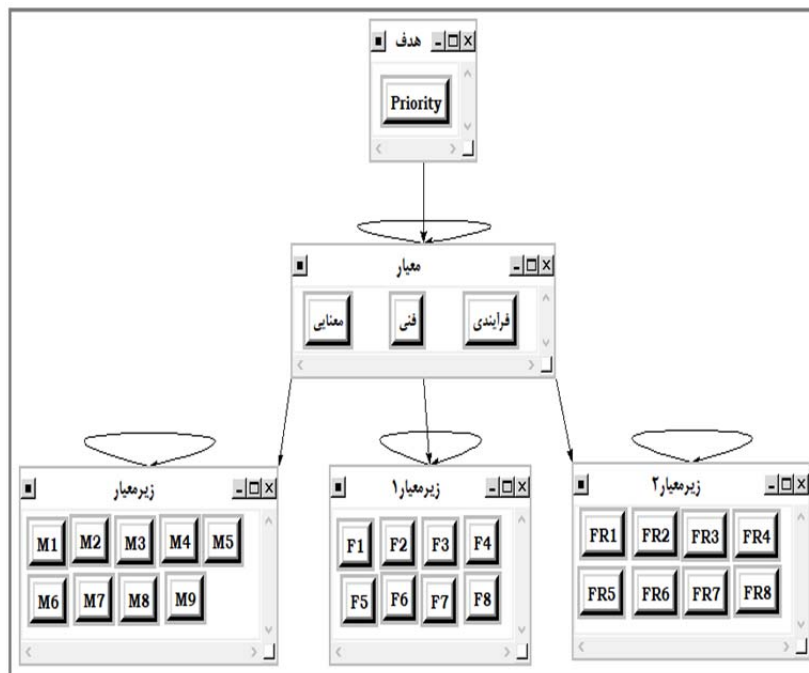 هدف
Priority
معیار
معنایی فنی فرآیندی
زیرمعیار
M1 M2 M3 M4 M5
M6 M7 M8 M9
زیرمعیار۱
F1 F2 F3 F4
F5 F6 F7 F8
زیرمعیار۲
FR1 FR2 FR3 FR4
FR5 FR6 FR7 FR8